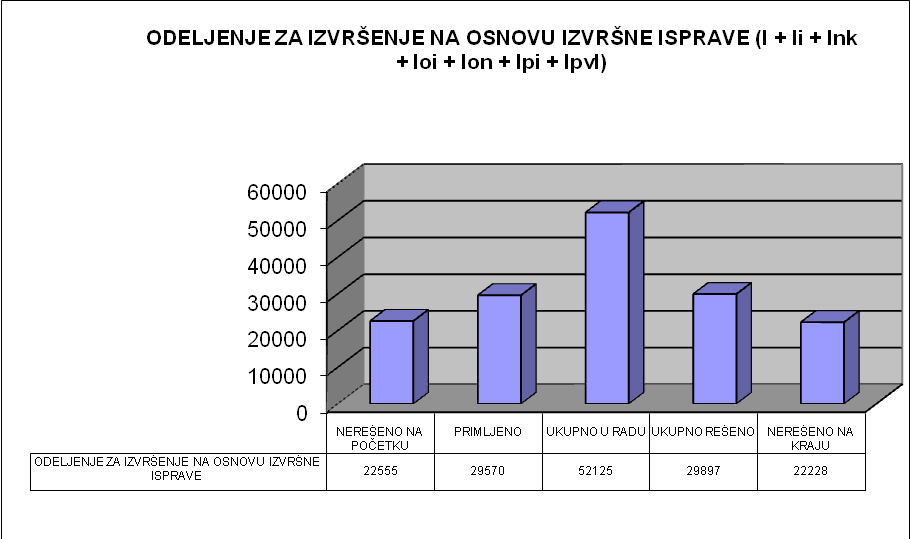 ODELJENJE ZA IZVRŠENJE NA OSNOVU IZVRŠNE ISPRAVE (I + Ii + Ink
+ Ioi + Ion + Ipi + Ipvl)
60000
50000
40000
30000
20000
10000
0
NEREŠENO NA POČETKU PRIMLJENO UKUPNO U RADU UKUPNO REŠENO NEREŠENO NA KRAJU
ODELJENJE ZA IZVRŠENJE NA OSNOVU IZVRŠNE
ISPRAVE
22555 29570 52125 29897 22228